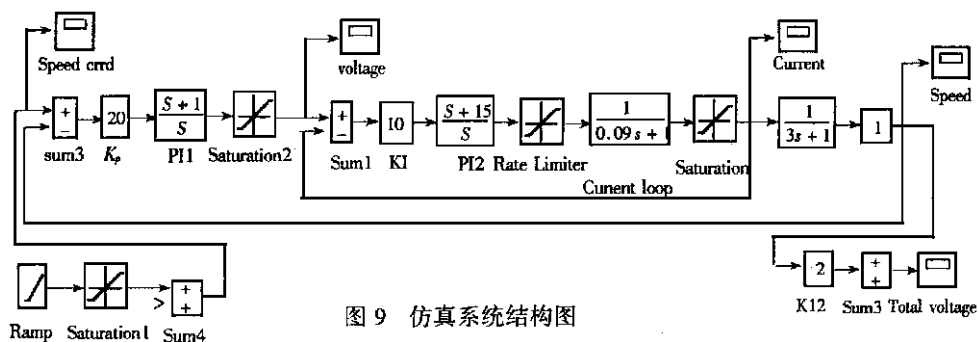 Speed crrd
voltage
Current
Speed
+
−
20
S + 1
S
+
−
10
S + 15
S
1
0.09s + 1
1
3s + 1
1
sum3
Kp
PI1
Saturation2
Sum1
KI
PI2
Rate Limiter
Saturation
Cunent loop
>
+
+
2
+
+
Ramp
Saturation1
Sum4
K12
Sum3
Total voltage
图 9 仿真系统结构图